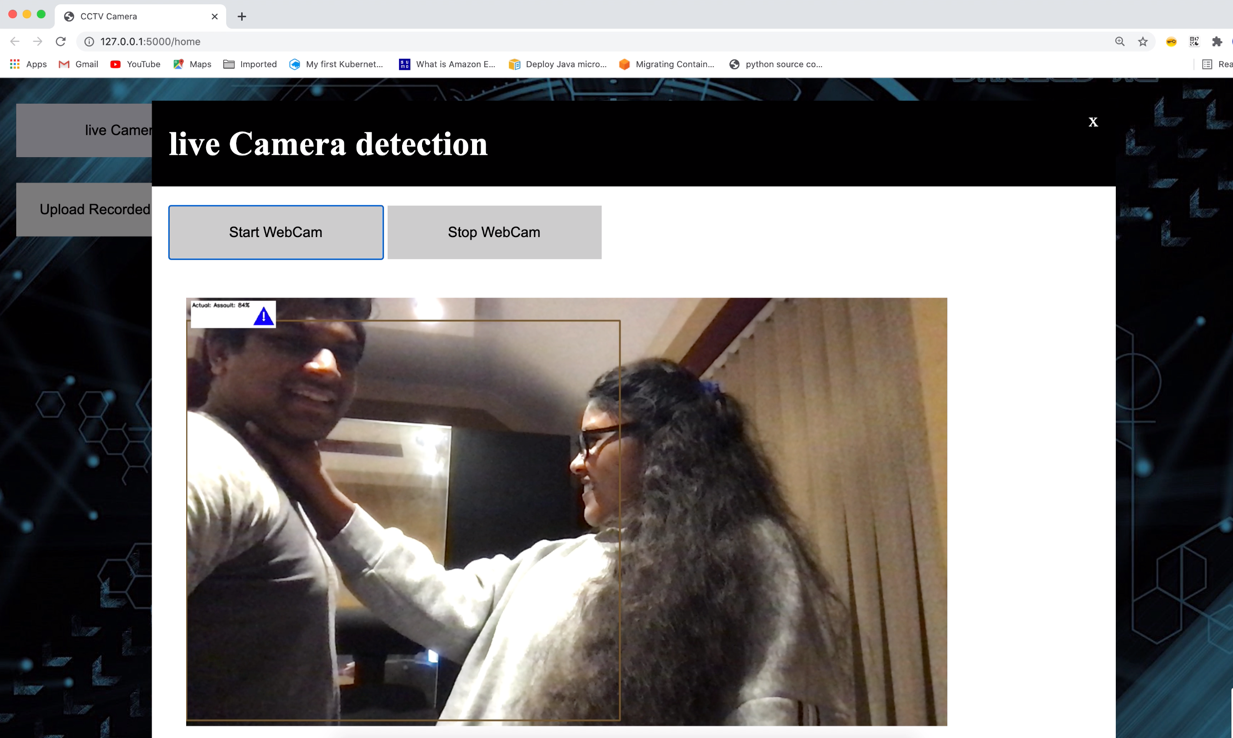 CCTV Camera
127.0.0.1:5000/home
Apps Gmail YouTube Maps Imported My first Kubernet... What is Amazon E... Deploy Java micro... Migrating Contain... python source co... Rea
live Camer
Upload Recorded
live Camera detection
x
Start WebCam Stop WebCam
Actual: Assault: 84%